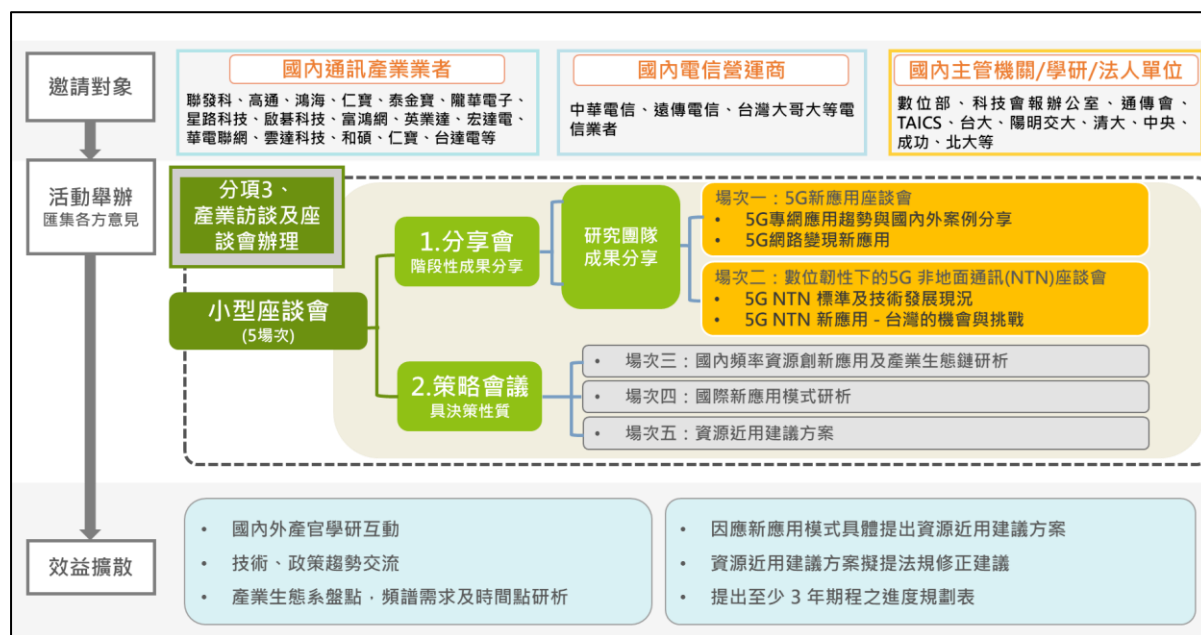 邀請對象
國內通訊產業業者
聯發科、高通、鴻海、仁寶、泰金寶、隴華電子、
星路科技、啟碁科技、富鴻網、英業達、宏達電、
華電聯網、雲達科技、和碩、仁寶、台達電等
國內電信營運商
中華電信、遠傳電信、台灣大哥大等電
信業者
國內主管機關/學研/法人單位
數位部、科技會報辦公室、通傳會、
TAICS、台大、陽明交大、清大、中央、
成功、北大等
活動舉辦
匯集各方意見
分項3、
產業訪談及座
談會辦理
小型座談會
(5場次)
1.分享會
階段性成果分享
研究團隊
成果分享
場次一：5G新應用座談會
• 5G專網應用趨勢與國內外案例分享
• 5G網路變現新應用
場次二：數位韌性下的5G 非地面通訊(NTN)座談會
• 5G NTN 標準及技術發展現況
• 5G NTN 新應用 - 台灣的機會與挑戰
2.策略會議
具決策性質
• 場次三：國內頻率資源創新應用及產業生態鏈研析
• 場次四：國際新應用模式研析
• 場次五：資源近用建議方案
效益擴散
• 國內外產官學研互動
• 技術、政策趨勢交流
• 產業生態系盤點，頻譜需求及時間點研析
• 因應新應用模式具體提出資源近用建議方案
• 資源近用建議方案擬提法規修正建議
• 提出至少 3 年期程之進度規劃表